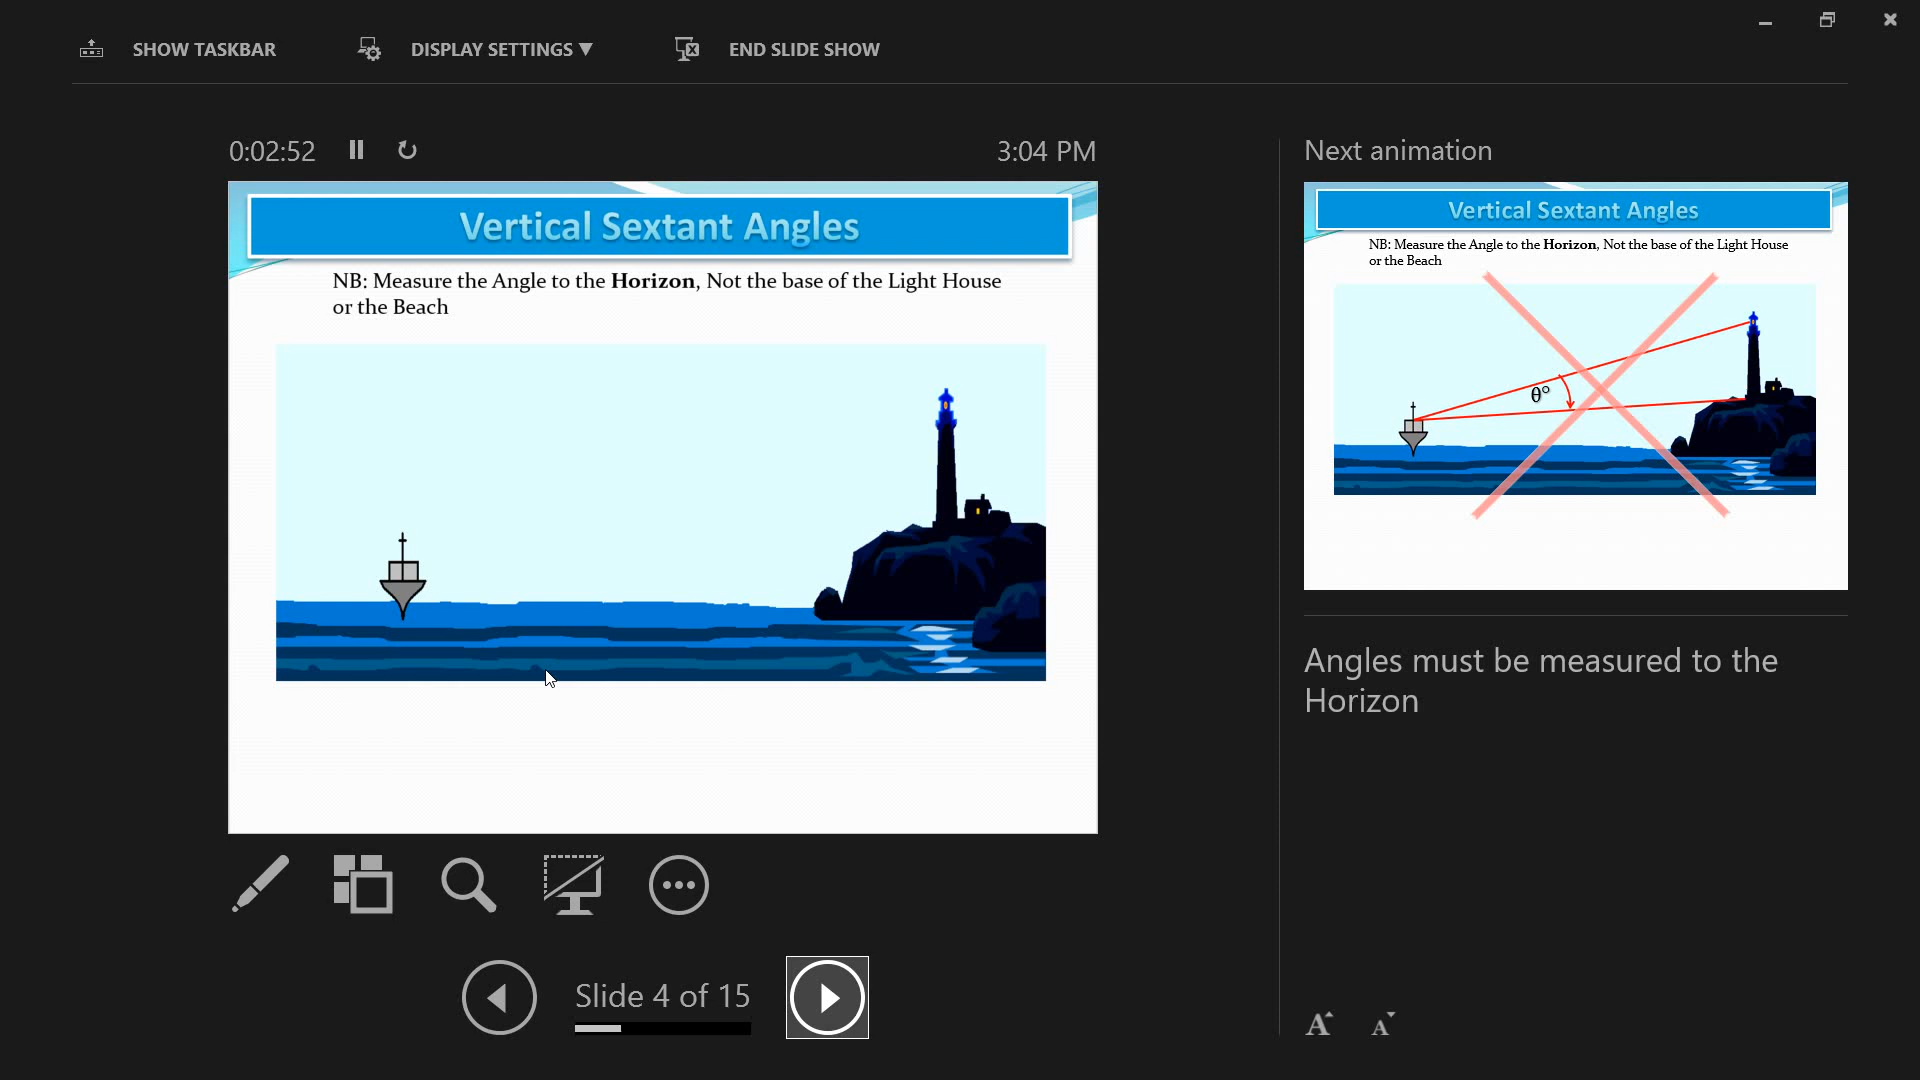 SHOW TASKBAR
DISPLAY SETTINGS ▼
END SLIDE SHOW
0:02:52
3:04 PM
Vertical Sextant Angles
NB: Measure the Angle to the Horizon, Not the base of the Light House
or the Beach
Slide 4 of 15
Next animation
Vertical Sextant Angles
NB: Measure the Angle to the Horizon, Not the base of the Light House
or the Beach
θ°
Angles must be measured to the
Horizon
A A